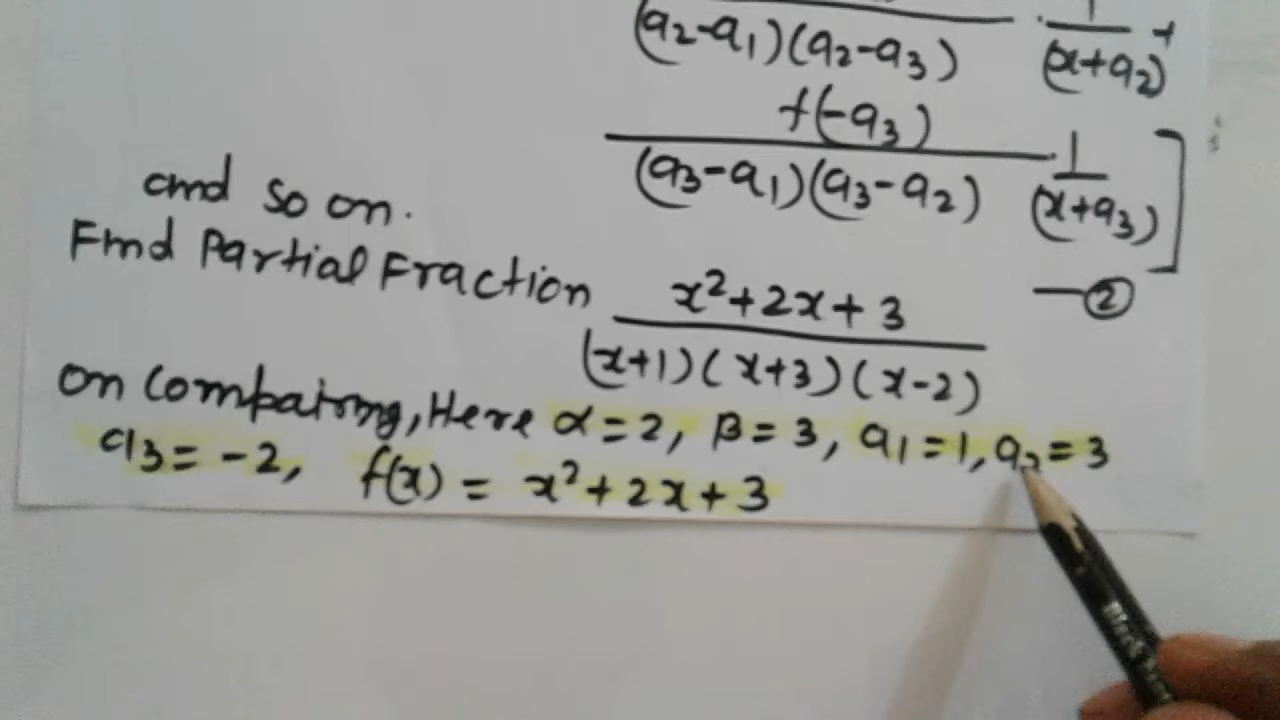 (a2-a1)(a2-a3) · 1/(x+a2) +
f(-a3)/(a3-a1)(a3-a2) · 1/(x+a3) ]
and so on.
Find Partial Fraction x²+2x+3/(x+1)(x+3)(x-2) —②
On Compairing, Here α=2, β=3, a1=1, a2=3
a3=-2, f(x) = x²+2x+3